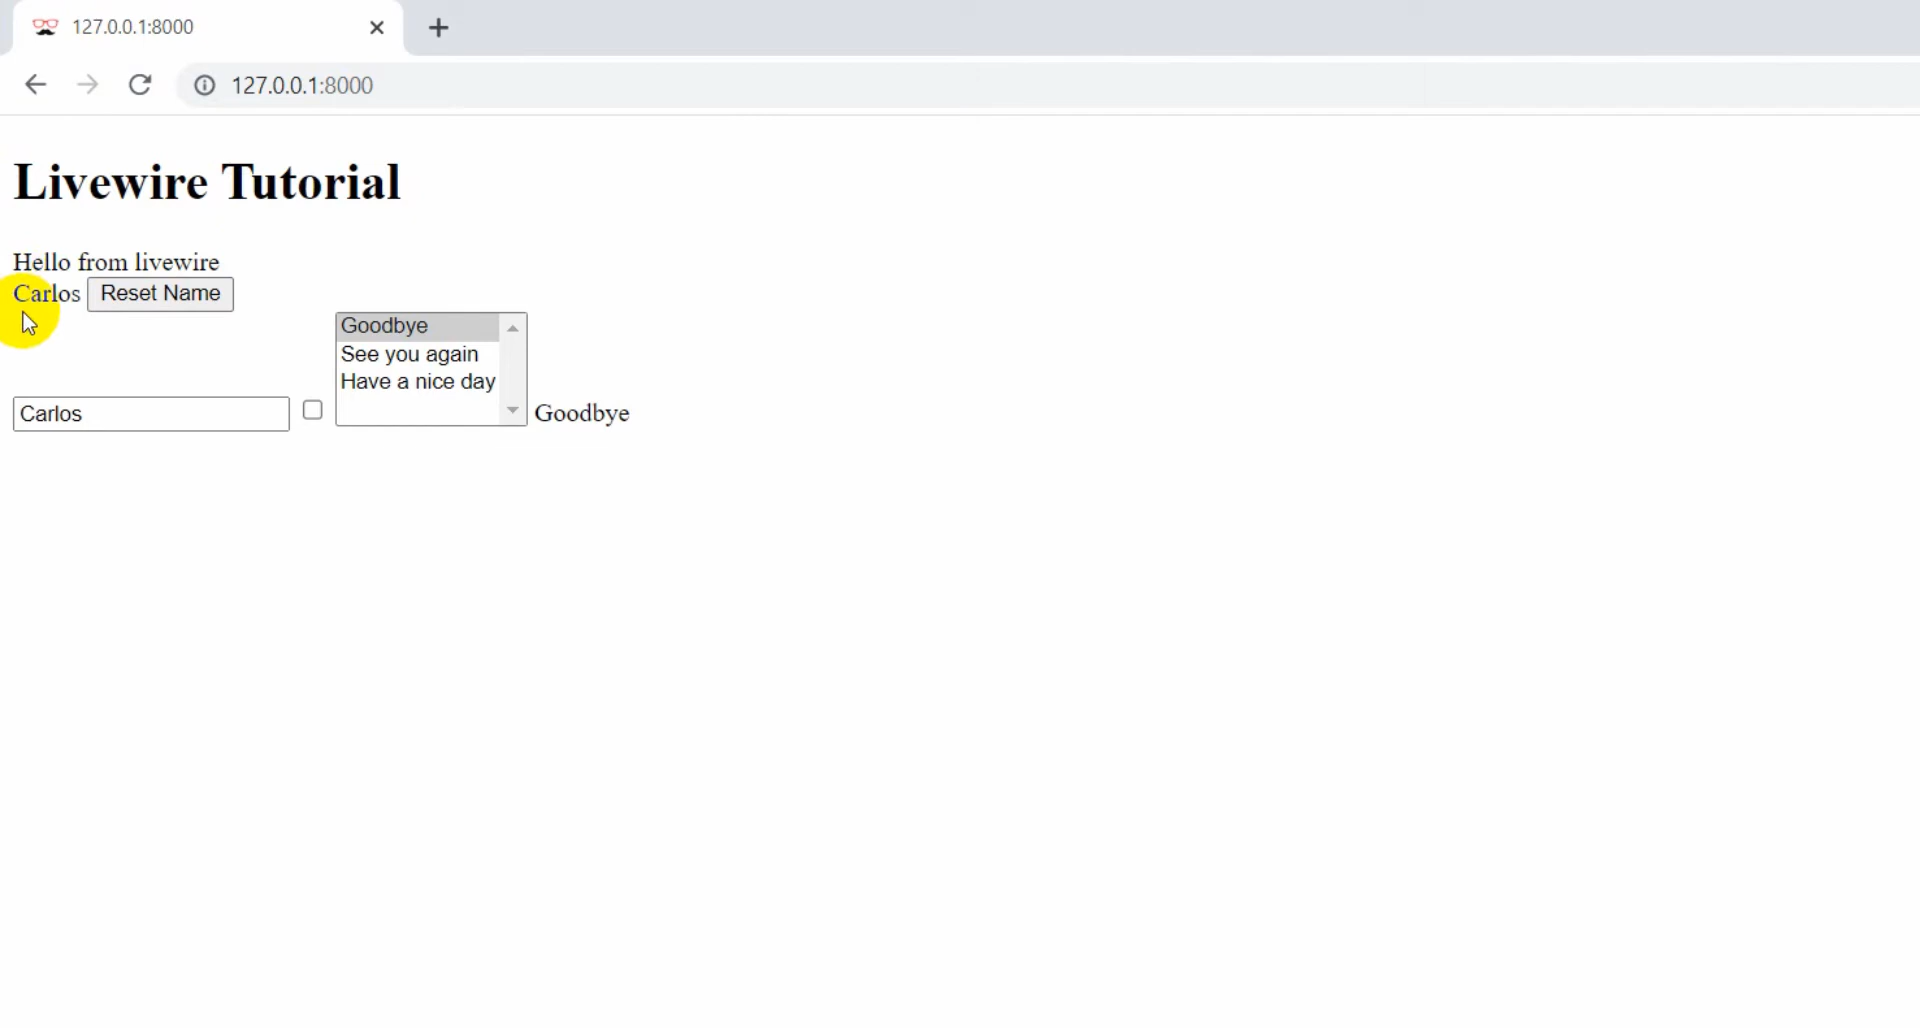 127.0.0.1:8000
127.0.0.1:8000
Livewire Tutorial
Hello from livewire
Carlos Reset Name
Goodbye
See you again
Have a nice day
Carlos Goodbye